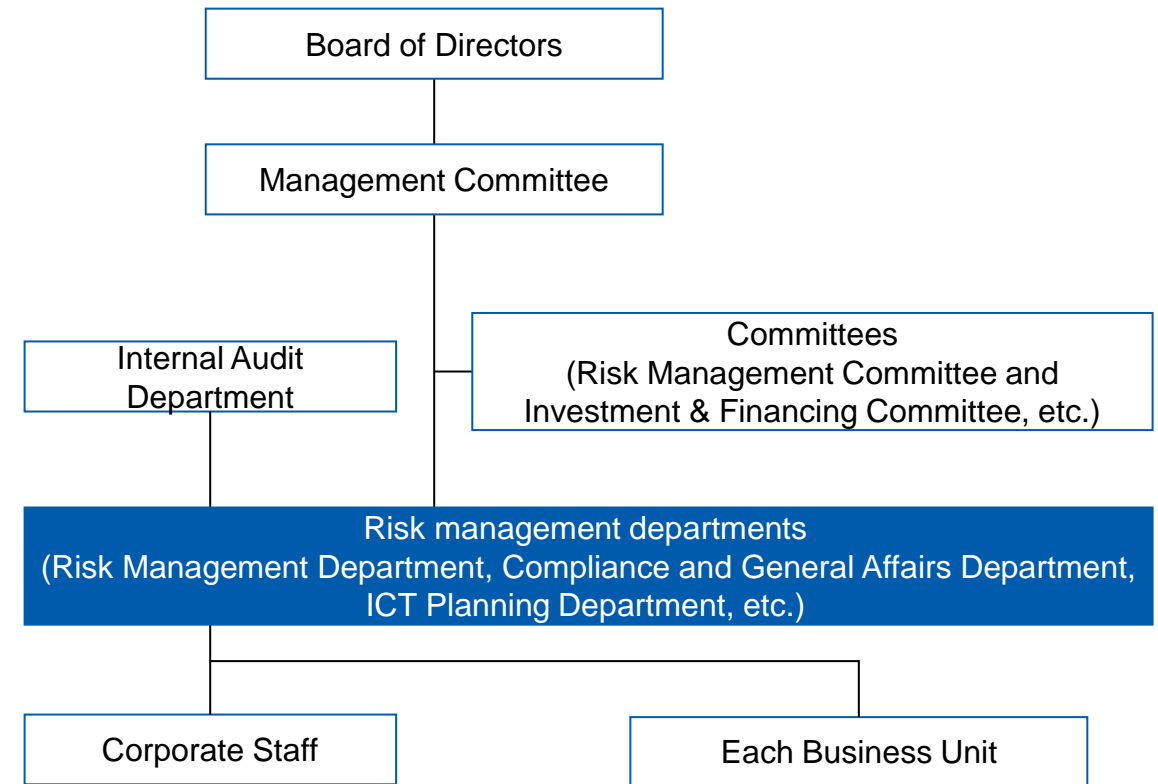 Board of Directors
Management Committee
Committees
(Risk Management Committee and
Investment & Financing Committee, etc.)
Internal Audit
Department
Risk management departments
(Risk Management Department, Compliance and General Affairs Department,
ICT Planning Department, etc.)
Corporate Staff
Each Business Unit